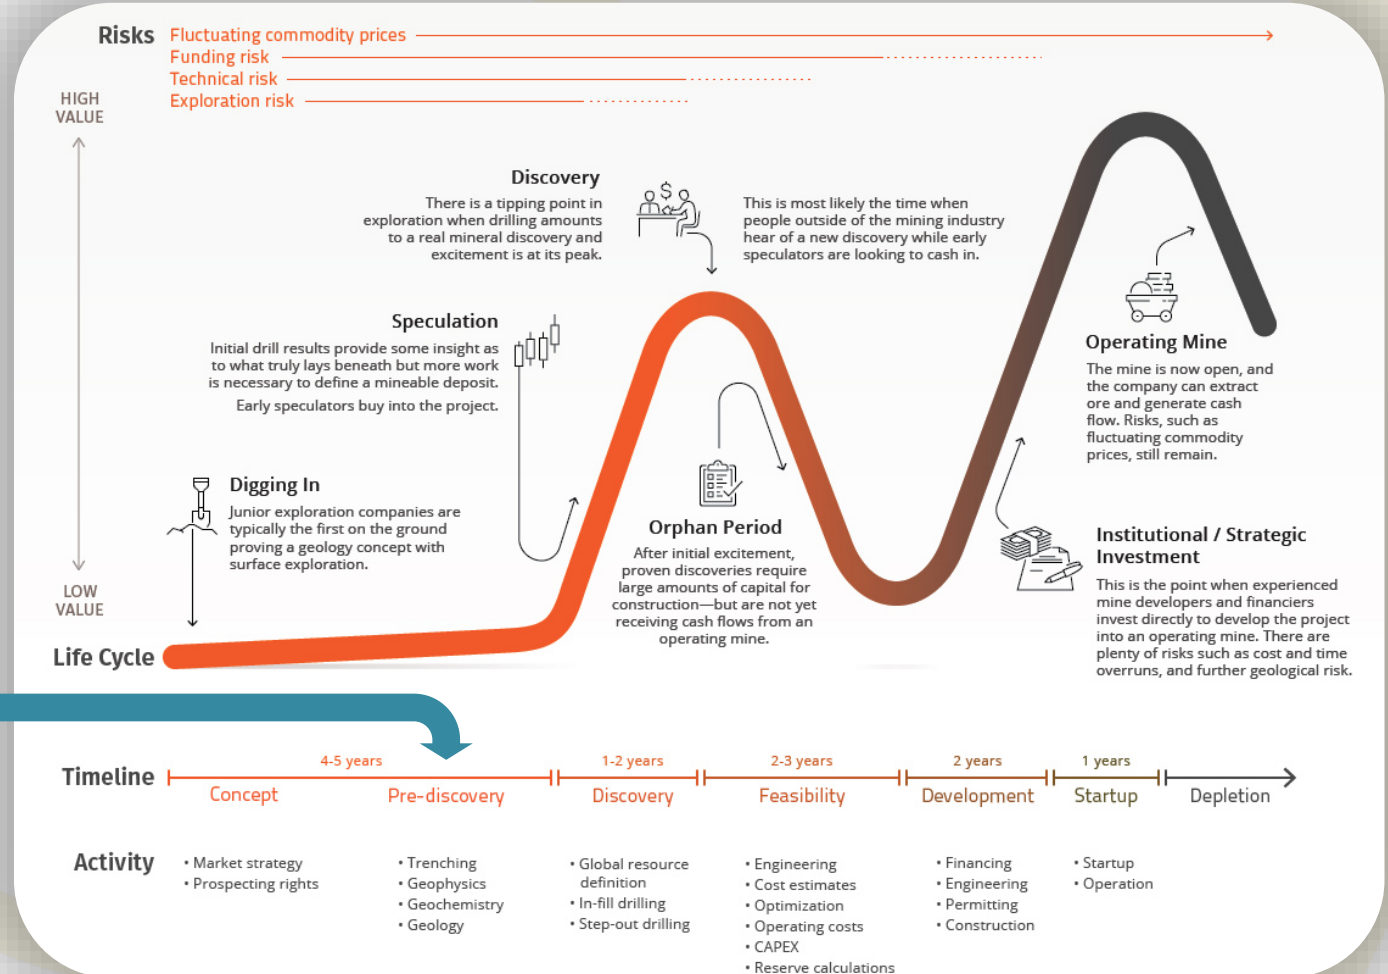 Risks
Fluctuating commodity prices
Funding risk
Technical risk
Exploration risk
HIGH
VALUE
Discovery
There is a tipping point in
exploration when drilling amounts
to a real mineral discovery and
excitement is at its peak.
$
This is most likely the time when
people outside of the mining industry
hear of a new discovery while early
speculators are looking to cash in.
Speculation
Initial drill results provide some insight as
to what truly lays beneath but more work
is necessary to define a mineable deposit.
Early speculators buy into the project.
Operating Mine
The mine is now open, and
the company can extract
ore and generate cash
flow. Risks, such as
fluctuating commodity
prices, still remain.
Digging In
Junior exploration companies are
typically the first on the ground
proving a geology concept with
surface exploration.
Orphan Period
After initial excitement,
proven discoveries require
large amounts of capital for
construction—but are not yet
receiving cash flows from an
operating mine.
Institutional / Strategic
Investment
This is the point when experienced
mine developers and financiers
invest directly to develop the project
into an operating mine. There are
plenty of risks such as cost and time
overruns, and further geological risk.
LOW
VALUE
Life Cycle
Timeline
4-5 years
1-2 years
2-3 years
2 years
1 years
Concept
Pre-discovery
Discovery
Feasibility
Development
Startup
Depletion
Activity
• Market strategy
• Prospecting rights
• Trenching
• Geophysics
• Geochemistry
• Geology
• Global resource
definition
• In-fill drilling
• Step-out drilling
• Engineering
• Cost estimates
• Optimization
• Operating costs
• CAPEX
• Reserve calculations
• Financing
• Engineering
• Permitting
• Construction
• Startup
• Operation